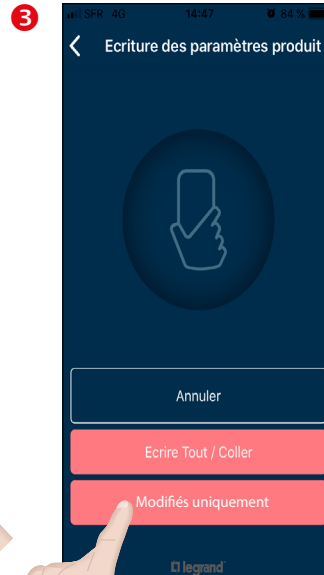 3
SFR 4G 14:47 84 %
Ecriture des paramètres produit
Annuler
Ecrire Tout / Coller
Modifiés uniquement
legrand